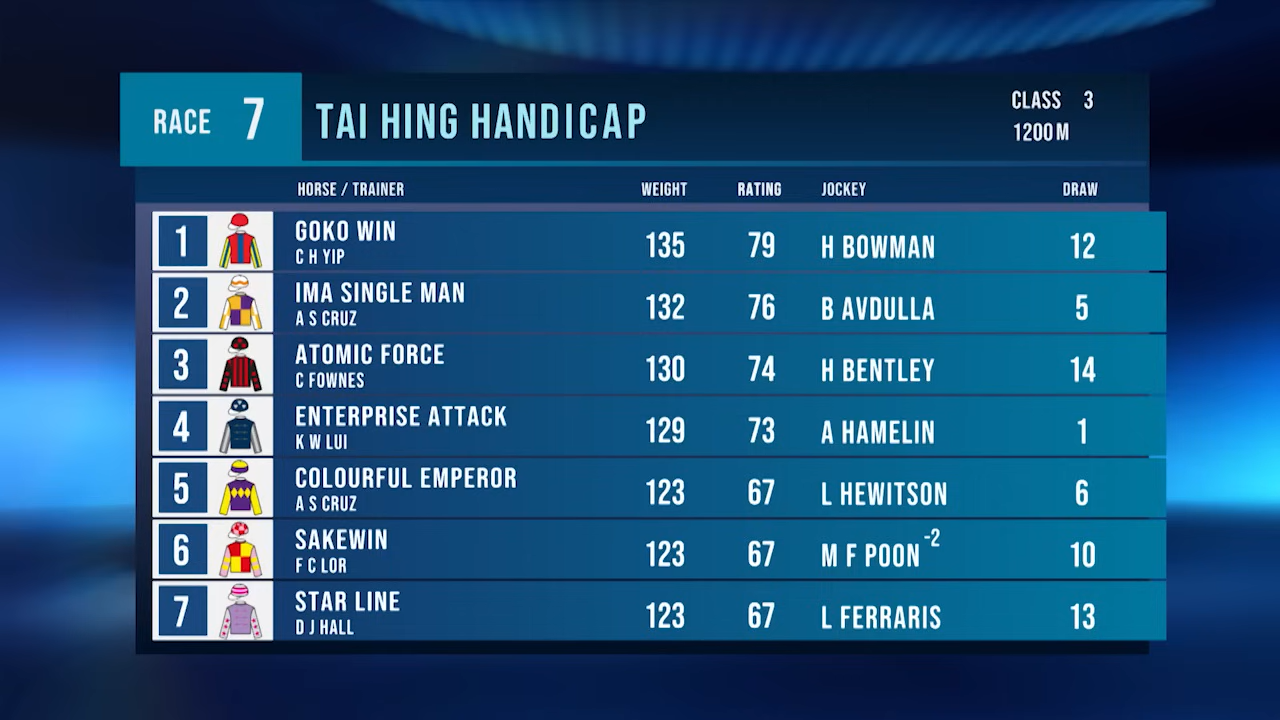 RACE 7 TAI HING HANDICAP
CLASS 3
1200 M
HORSE / TRAINER WEIGHT RATING JOCKEY DRAW
1 GOKO WIN 135 79 H BOWMAN 12
C H YIP
2 IMA SINGLE MAN 132 76 B AVDULLA 5
A S CRUZ
3 ATOMIC FORCE 130 74 H BENTLEY 14
C FOWNES
4 ENTERPRISE ATTACK 129 73 A HAMELIN 1
K W LUI
5 COLOURFUL EMPEROR 123 67 L HEWITSON 6
A S CRUZ
6 SAKEWIN 123 67 M F POON -2 10
F C LOR
7 STAR LINE 123 67 L FERRARIS 13
D J HALL